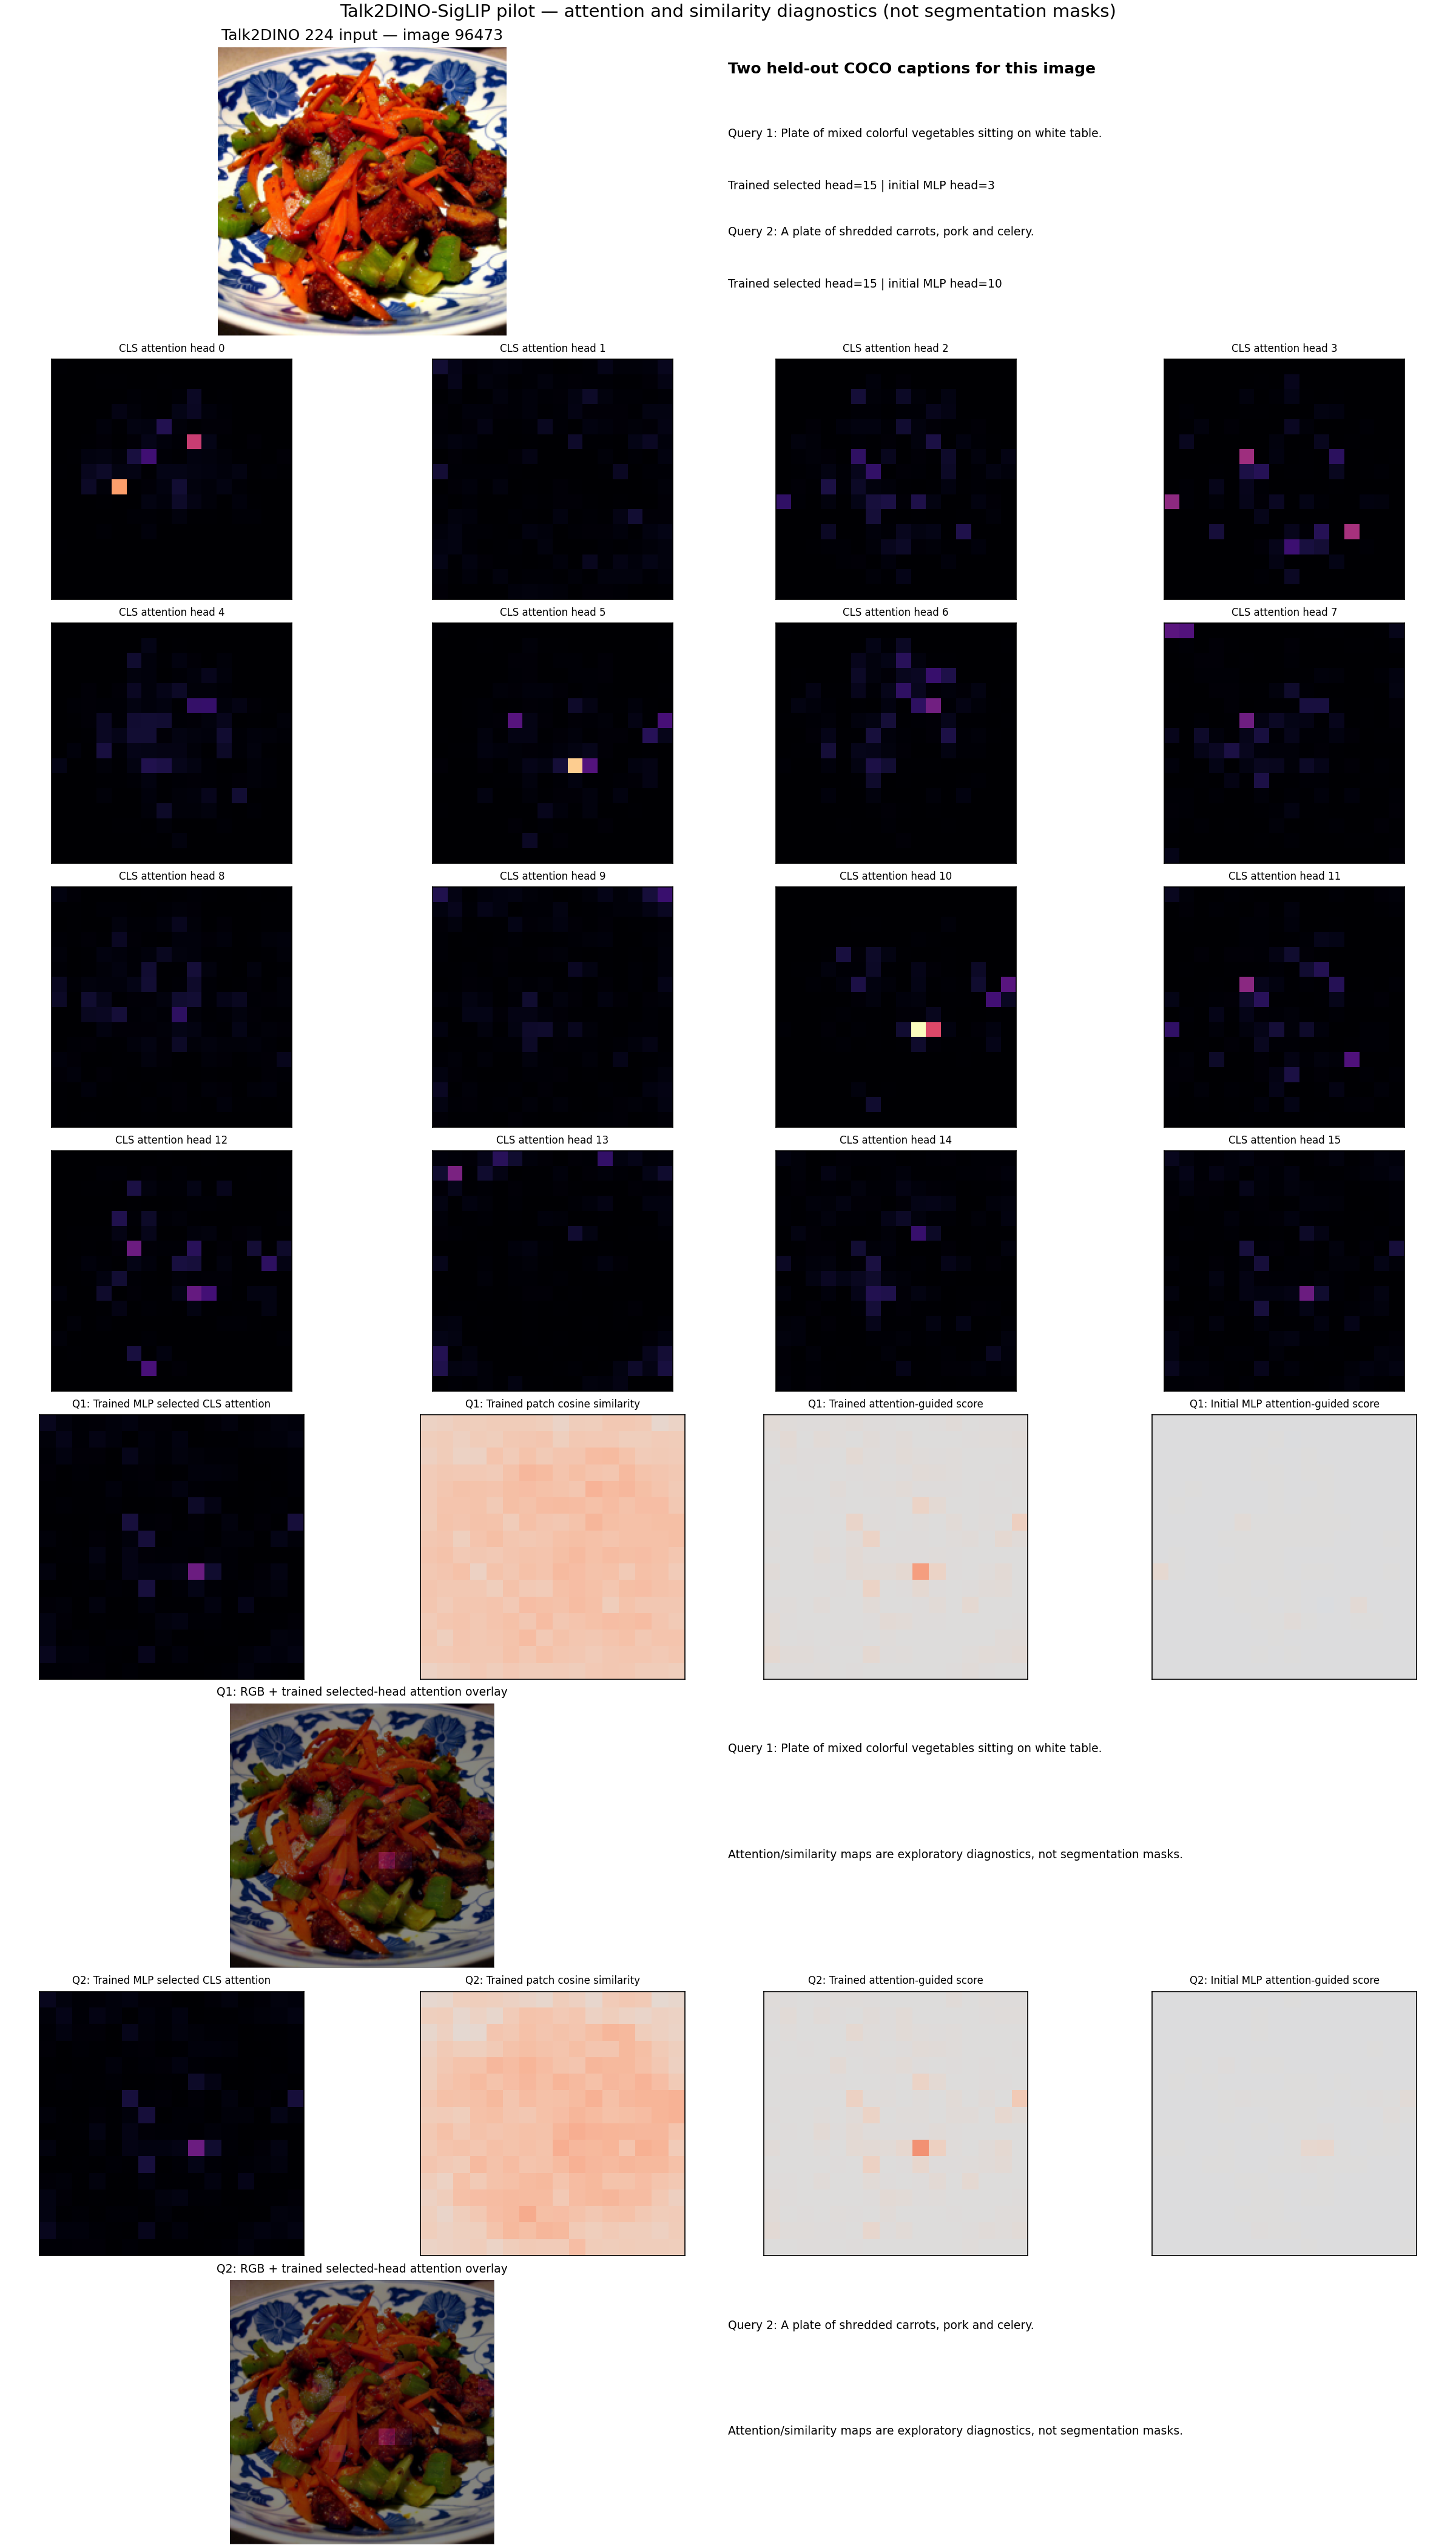 Talk2DINO-SigLIP pilot — attention and similarity diagnostics (not segmentation masks)
Talk2DINO 224 input — image 96473
Two held-out COCO captions for this image
Query 1: Plate of mixed colorful vegetables sitting on white table.
Trained selected head=15 | initial MLP head=3
Query 2: A plate of shredded carrots, pork and celery.
Trained selected head=15 | initial MLP head=10
CLS attention head 0
CLS attention head 1
CLS attention head 2
CLS attention head 3
CLS attention head 4
CLS attention head 5
CLS attention head 6
CLS attention head 7
CLS attention head 8
CLS attention head 9
CLS attention head 10
CLS attention head 11
CLS attention head 12
CLS attention head 13
CLS attention head 14
CLS attention head 15
Q1: Trained MLP selected CLS attention
Q1: Trained patch cosine similarity
Q1: Trained attention-guided score
Q1: Initial MLP attention-guided score
Q1: RGB + trained selected-head attention overlay
Query 1: Plate of mixed colorful vegetables sitting on white table.
Attention/similarity maps are exploratory diagnostics, not segmentation masks.
Q2: Trained MLP selected CLS attention
Q2: Trained patch cosine similarity
Q2: Trained attention-guided score
Q2: Initial MLP attention-guided score
Q2: RGB + trained selected-head attention overlay
Query 2: A plate of shredded carrots, pork and celery.
Attention/similarity maps are exploratory diagnostics, not segmentation masks.